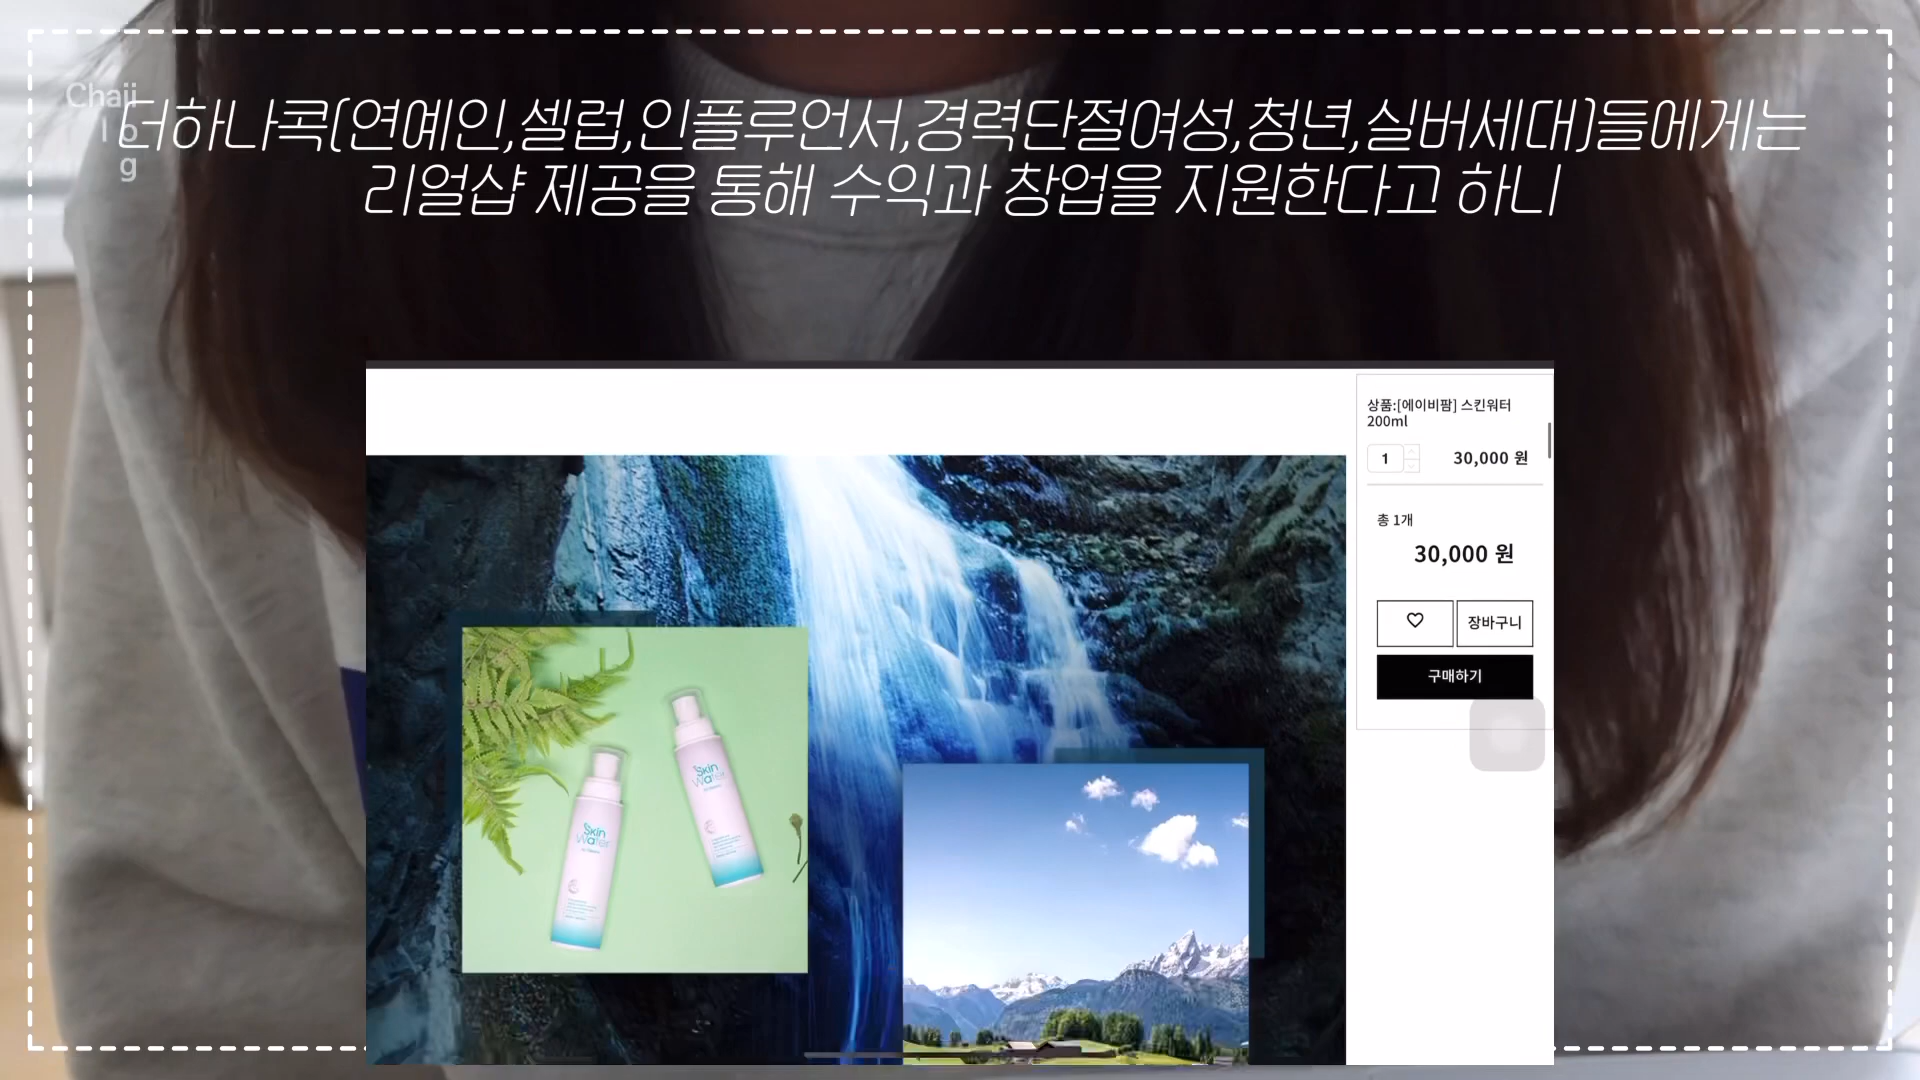 Chaji
l o
g
더하나콕(연예인,셀럽,인플루언서,경력단절여성,청년,실버세대)들에게는
리얼샵 제공을 통해 수익과 창업을 지원한다고 하니
상품:[에이비팜] 스킨워터
200ml
1
30,000 원
총 1개
30,000 원
장바구니
구매하기
Skin
Water
Skin
Water